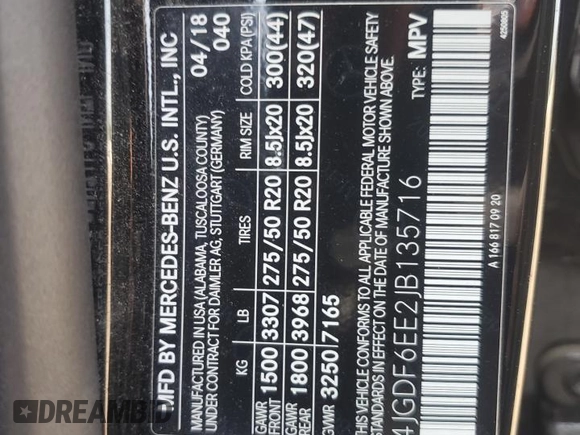 MFD BY MERCEDES-BENZ U.S. INTL., INC
MANUFACTURED IN USA (ALABAMA, TUSCALOOSA COUNTY)
UNDER CONTRACT FOR DAIMLER AG, STUTTGART (GERMANY)
04/18
040
KG LB TIRES RIM SIZE COLD KPA(PSI)
GAWR FRONT 1500 3307 275/50 R20 8.5Jx20 300(44)
GAWR REAR 1800 3968 275/50 R20 8.5Jx20 320(47)
GVWR 3250 7165
THIS VEHICLE CONFORMS TO ALL APPLICABLE FEDERAL MOTOR VEHICLE SAFETY
STANDARDS IN EFFECT ON THE DATE OF MANUFACTURE SHOWN ABOVE.
4JGDF6EE2JB135716
MPV
A 166 817 09 20
DREAMBID